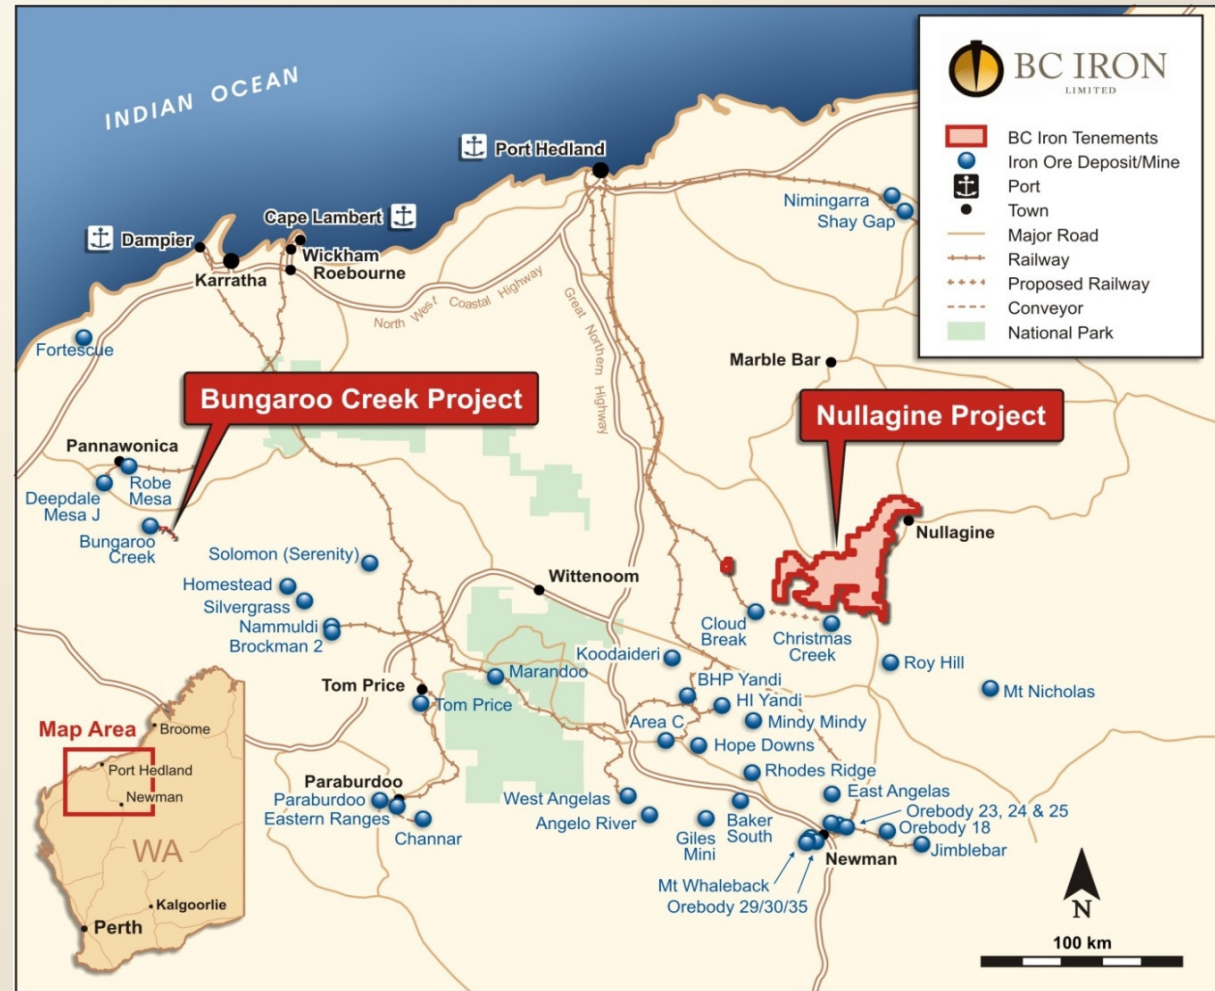 INDIAN OCEAN
BC IRON
LIMITED
BC Iron Tenements
Iron Ore Deposit/Mine
Port
Town
Major Road
Railway
Proposed Railway
Conveyor
National Park
Port Hedland
Nimingarra
Shay Gap
Cape Lambert
Dampier
Wickham
Roebourne
Karratha
North West Coastal Highway
Great Northern Highway
Fortescue
Marble Bar
Bungaroo Creek Project
Nullagine Project
Pannawonica
Robe
Mesa
Deepdale
Mesa J
Bungaroo
Creek
Nullagine
Solomon (Serenity)
Homestead
Silvergrass
Nammuldi
Brockman 2
Wittenoom
Cloud
Break
Christmas
Creek
Koodaideri
Roy Hill
Mt Nicholas
Marandoo
BHP Yandi
HI Yandi
Mindy Mindy
Tom Price
Tom Price
Area C
Hope Downs
Rhodes Ridge
Paraburdoo
Paraburdoo
Eastern Ranges
Channar
West Angelas
Angelo River
East Angelas
Orebody 23, 24 & 25
Orebody 18
Jimblebar
Giles
Mini
Baker
South
Newman
Mt Whaleback
Orebody 29/30/35
Map Area
Broome
Port Hedland
Newman
WA
Kalgoorlie
Perth
N
100 km